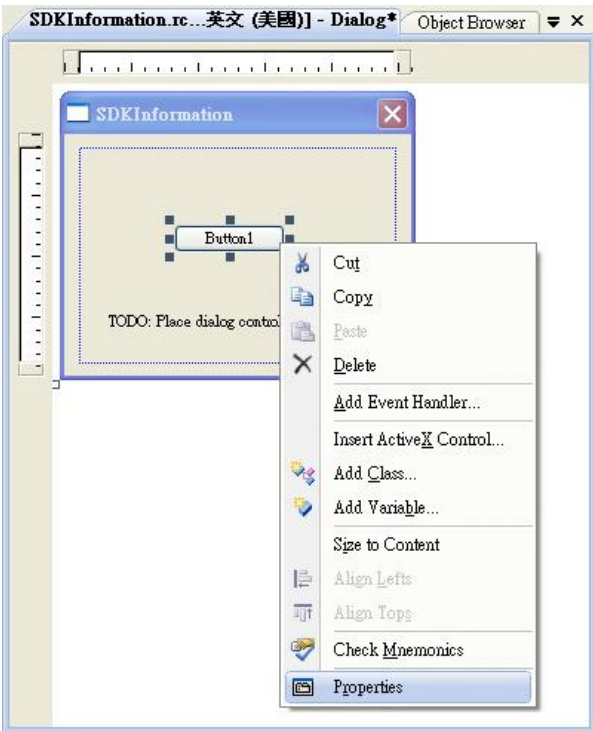 SDKInformation.rc...英文 (美國)] - Dialog* Object Browser
SDKInformation
Button1
TODO: Place dialog control
Cut
Copy
Paste
Delete
Add Event Handler...
Insert ActiveX Control...
Add Class...
Add Variable...
Size to Content
Align Lefts
Align Tops
Check Mnemonics
Properties